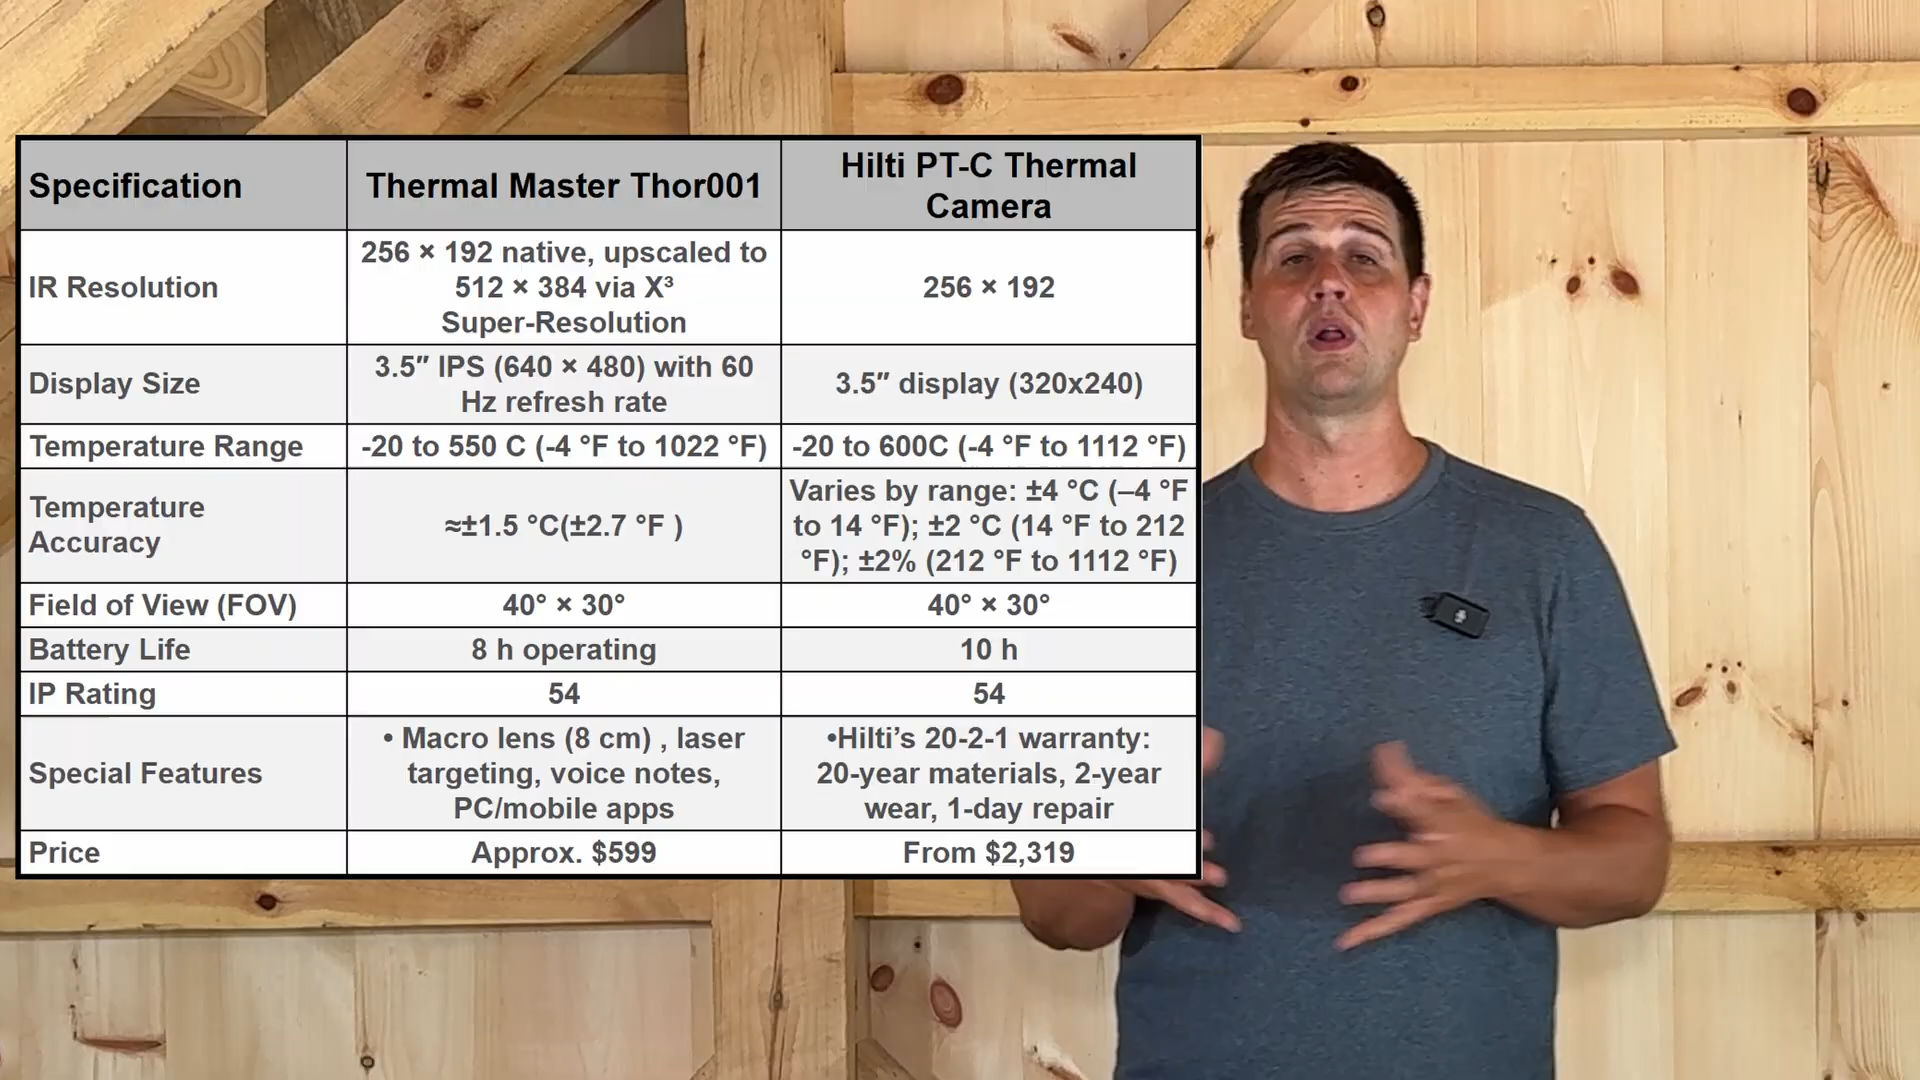 Specification
Thermal Master Thor001
Hilti PT-C Thermal
Camera
IR Resolution
256 × 192 native, upscaled to
512 × 384 via X³
Super-Resolution
256 × 192
Display Size
3.5″ IPS (640 × 480) with 60
Hz refresh rate
3.5″ display (320x240)
Temperature Range
-20 to 550 C (-4 °F to 1022 °F)
-20 to 600C (-4 °F to 1112 °F)
Temperature
Accuracy
≈±1.5 °C(±2.7 °F )
Varies by range: ±4 °C (–4 °F
to 14 °F); ±2 °C (14 °F to 212
°F); ±2% (212 °F to 1112 °F)
Field of View (FOV)
40° × 30°
40° × 30°
Battery Life
8 h operating
10 h
IP Rating
54
54
Special Features
• Macro lens (8 cm) , laser
targeting, voice notes,
PC/mobile apps
•Hilti’s 20-2-1 warranty:
20-year materials, 2-year
wear, 1-day repair
Price
Approx. $599
From $2,319